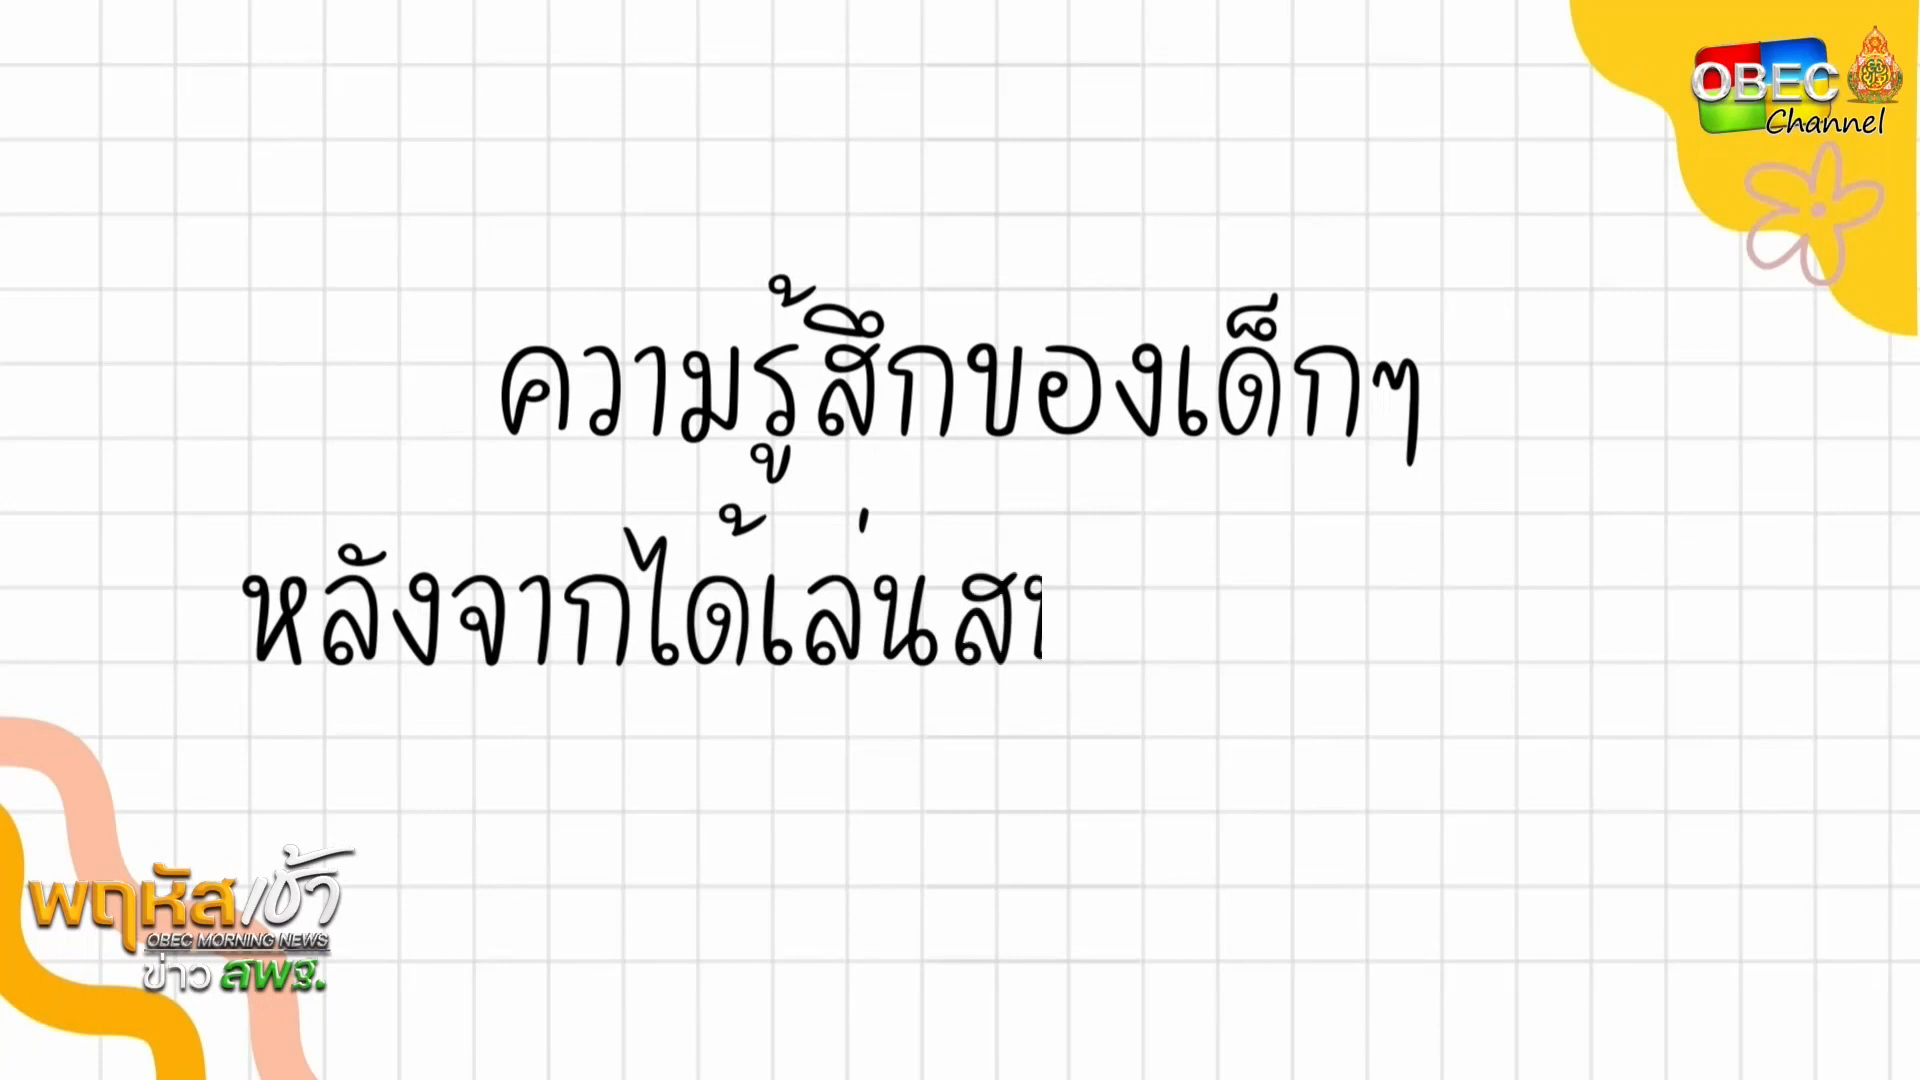 OBEC
Channel
ความรู้สึกของเด็กๆ
หลังจากได้เล่นส
พฤหัสเช้า
OBEC MORNING NEWS
ข่าว สพฐ.